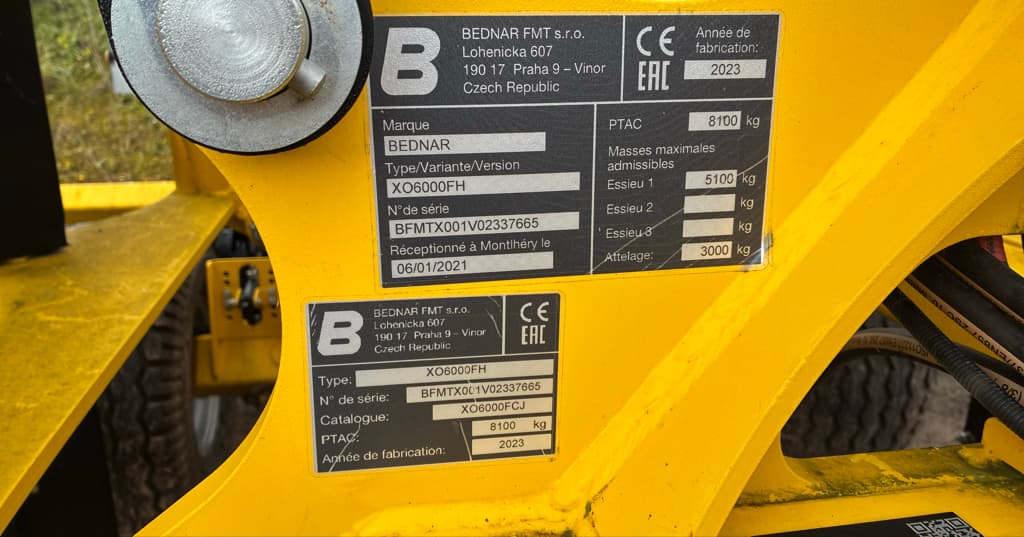 B
BEDNAR FMT s.r.o.
Lohenicka 607
190 17 Praha 9 – Vinor
Czech Republic
CE
EAC
Année de
fabrication:
2023
Marque
BEDNAR
Type/Variante/Version
XO6000FH
N° de série
BFMTX001V02337665
Réceptionné à Montlhéry le
06/01/2021
PTAC 8100 kg
Masses maximales
admissibles
Essieu 1 5100 kg
Essieu 2 kg
Essieu 3 kg
Attelage: 3000 kg
B
BEDNAR FMT s.r.o.
Lohenicka 607
190 17 Praha 9 – Vinor
Czech Republic
CE
EAC
Type: XO6000FH
N° de série: BFMTX001V02337665
Catalogue: XO6000FCJ
PTAC: 8100 kg
Année de fabrication: 2023